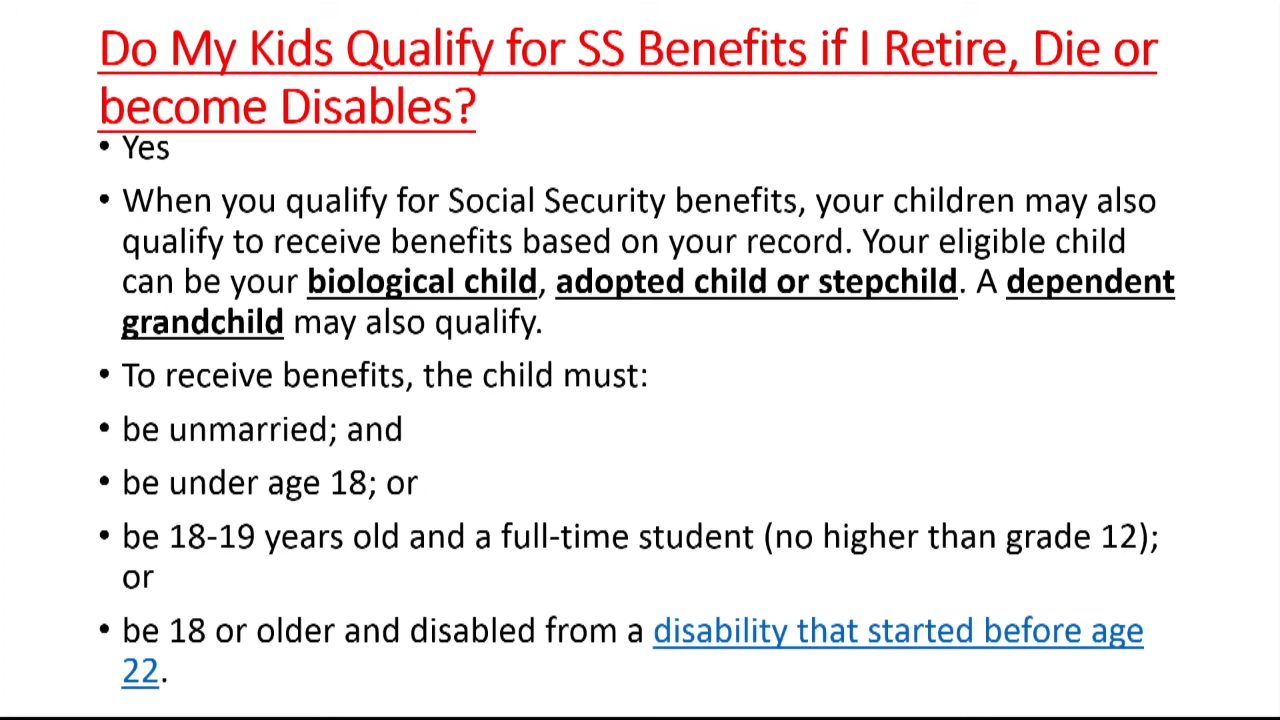 Do My Kids Qualify for SS Benefits if I Retire, Die or
become Disables?
• Yes
• When you qualify for Social Security benefits, your children may also
qualify to receive benefits based on your record. Your eligible child
can be your biological child, adopted child or stepchild. A dependent
grandchild may also qualify.
• To receive benefits, the child must:
• be unmarried; and
• be under age 18; or
• be 18-19 years old and a full-time student (no higher than grade 12);
or
• be 18 or older and disabled from a disability that started before age
22.